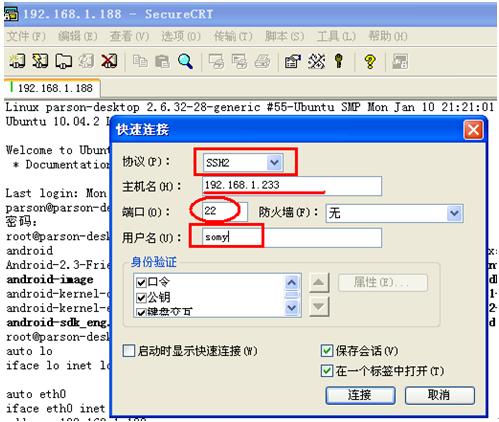 192.168.1.188 - SecureCRT
文件(F) 编辑(E) 查看(V) 选项(O) 传输(T) 脚本(S) 工具(L) 帮助(H)
192.168.1.188
Linux parson-desktop 2.6.32-28-generic #55-Ubuntu SMP Mon Jan 10 21:21:01
Ubuntu 10.04.2
快速连接
Welcome to Ubun
* Documentation
Last login: Mon
parson@parson-de
密码：
root@parson-desk
android
Android-2.3-Frie
android-image
android-kernel-
android-kernel-
android-sdk_eng.
root@parson-desk
auto lo
iface lo inet lo
auto eth0
iface eth0 inet
协议(P)： SSH2
主机名(H)： 192.168.1.233
端口(O)： 22 防火墙(F)： 无
用户名(U)： somy
身份验证
口令
公钥
键盘交互
属性(E)...
启动时显示快速连接(W) 保存会话(V)
在一个标签中打开(T)
连接 取消